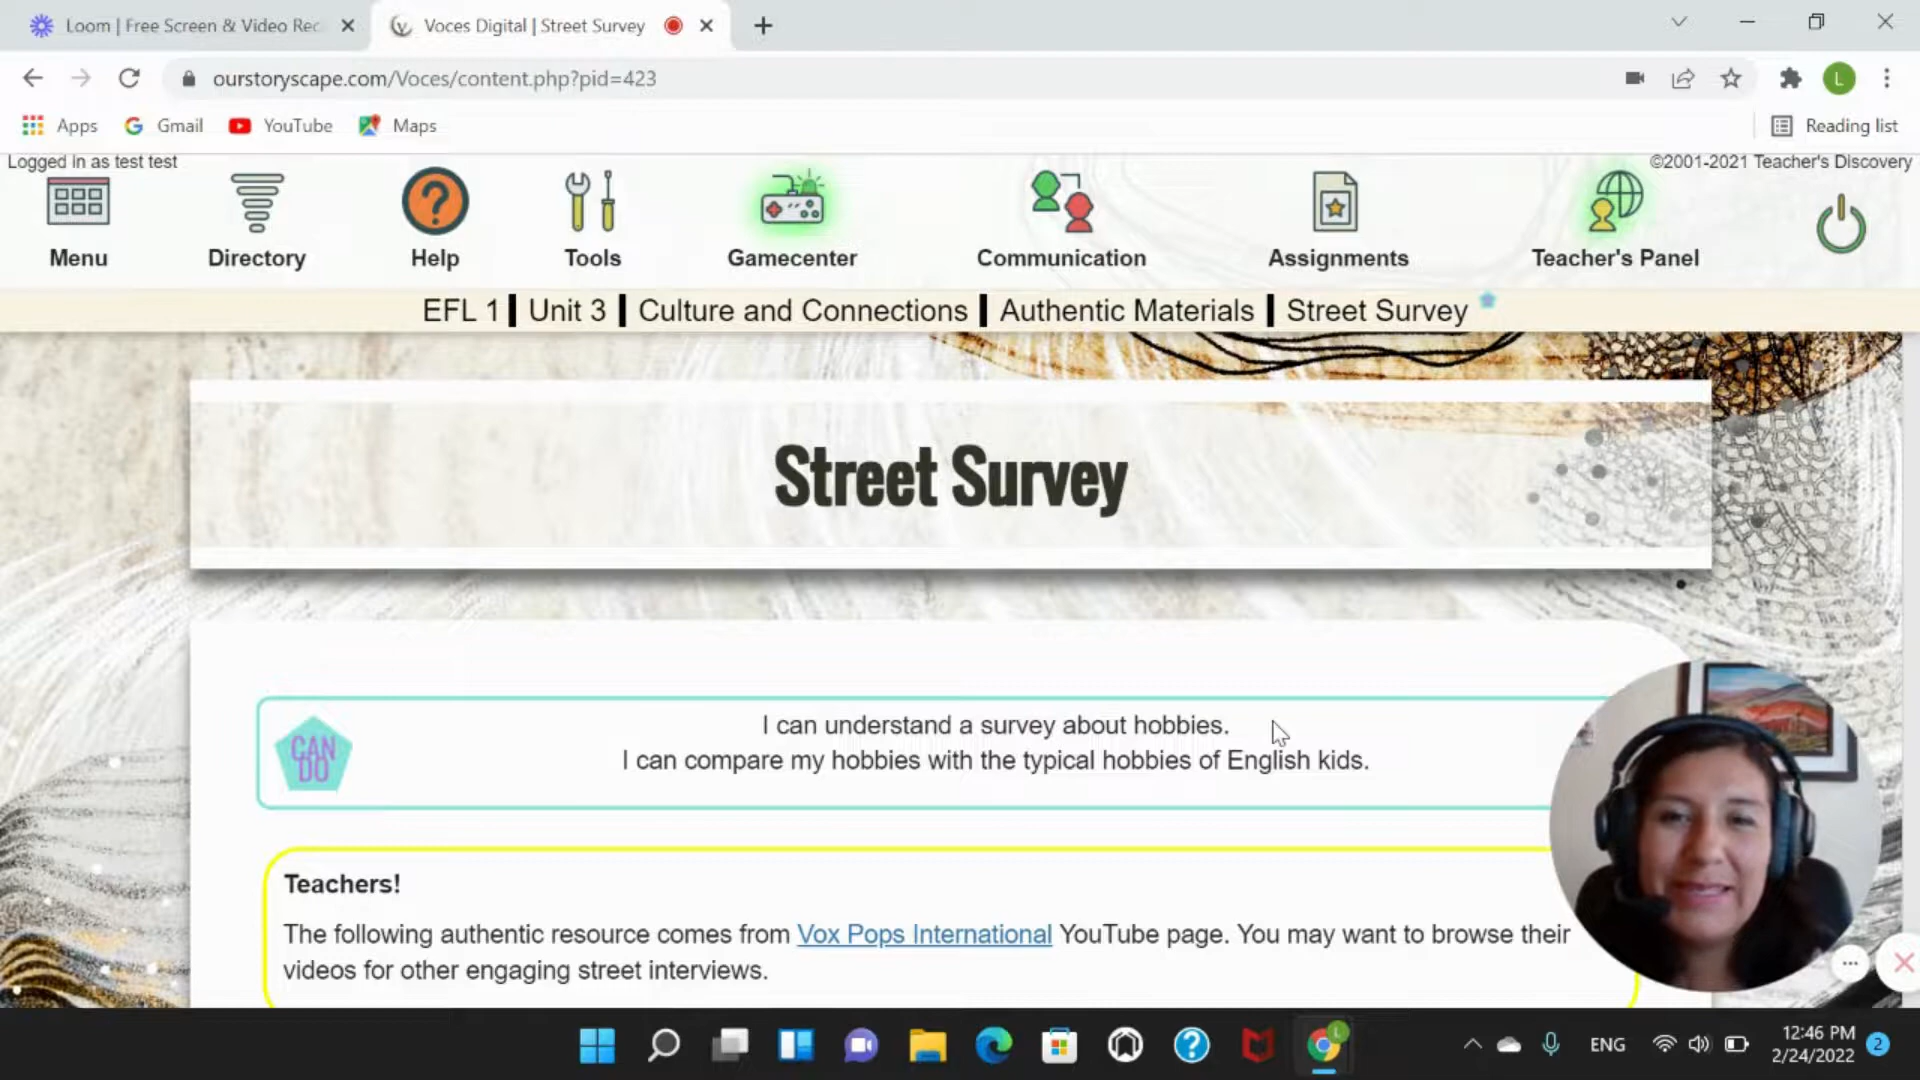 Loom | Free Screen & Video Rec
Voces Digital | Street Survey
ourstoryscape.com/Voces/content.php?pid=423
L
Apps
Gmail
YouTube
Maps
Reading list
Logged in as test test
©2001-2021 Teacher's Discovery
Menu
Directory
Help
Tools
Gamecenter
Communication
Assignments
Teacher's Panel
EFL 1 | Unit 3 | Culture and Connections | Authentic Materials | Street Survey
Street Survey
CAN DO
I can understand a survey about hobbies.
I can compare my hobbies with the typical hobbies of English kids.
Teachers!
The following authentic resource comes from Vox Pops International YouTube page. You may want to browse their
videos for other engaging street interviews.
L
ENG
12:46 PM
2/24/2022
2